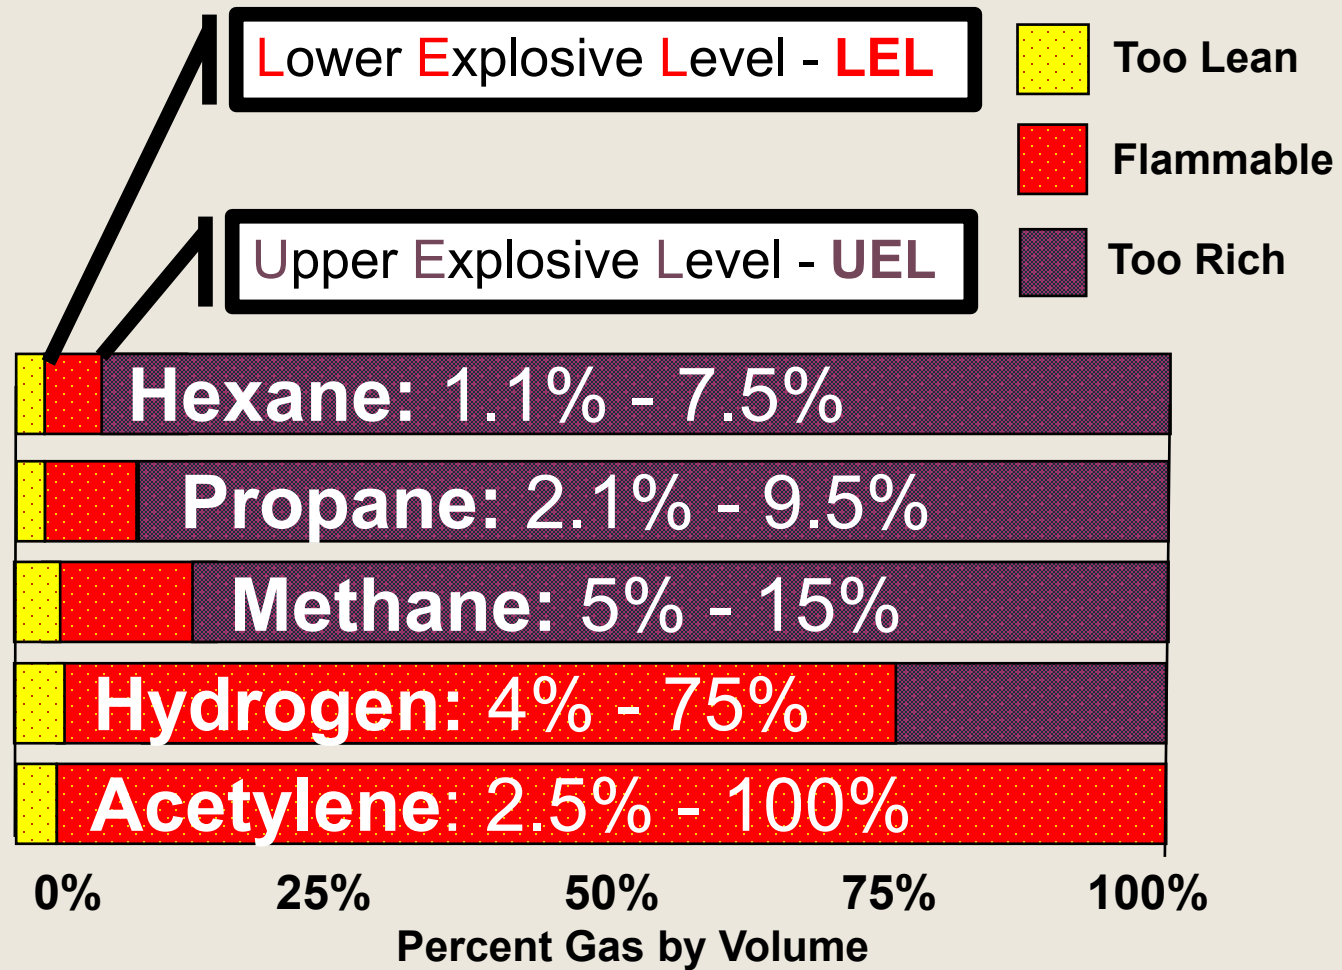 Lower Explosive Level - LEL
Too Lean
Flammable
Upper Explosive Level - UEL
Too Rich
Hexane: 1.1% - 7.5%
Propane: 2.1% - 9.5%
Methane: 5% - 15%
Hydrogen: 4% - 75%
Acetylene: 2.5% - 100%
0% 25% 50% 75% 100%
Percent Gas by Volume